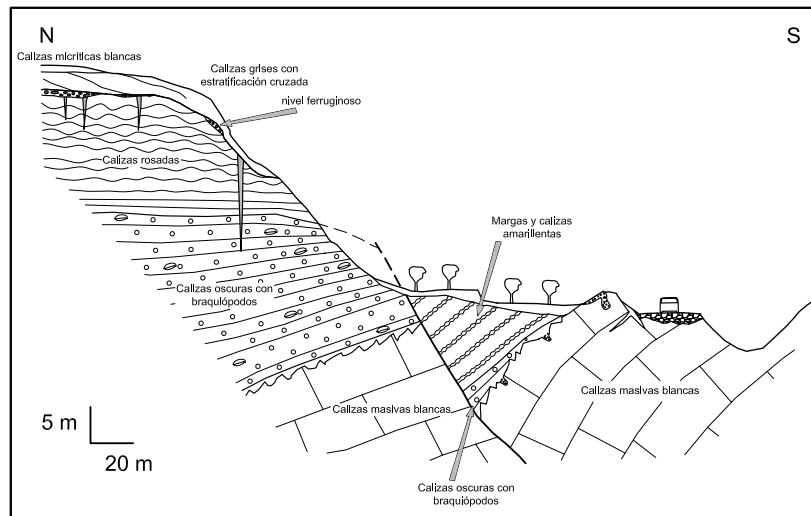 N
S
Calizas micríticas blancas
Calizas grises con
estratificación cruzada
nivel ferruginoso
Calizas rosadas
Margas y calizas
amarillentas
Calizas oscuras con
braquiópodos
Calizas masivas blancas
Calizas masivas blancas
5 m
20 m
Calizas oscuras con
braquiópodos